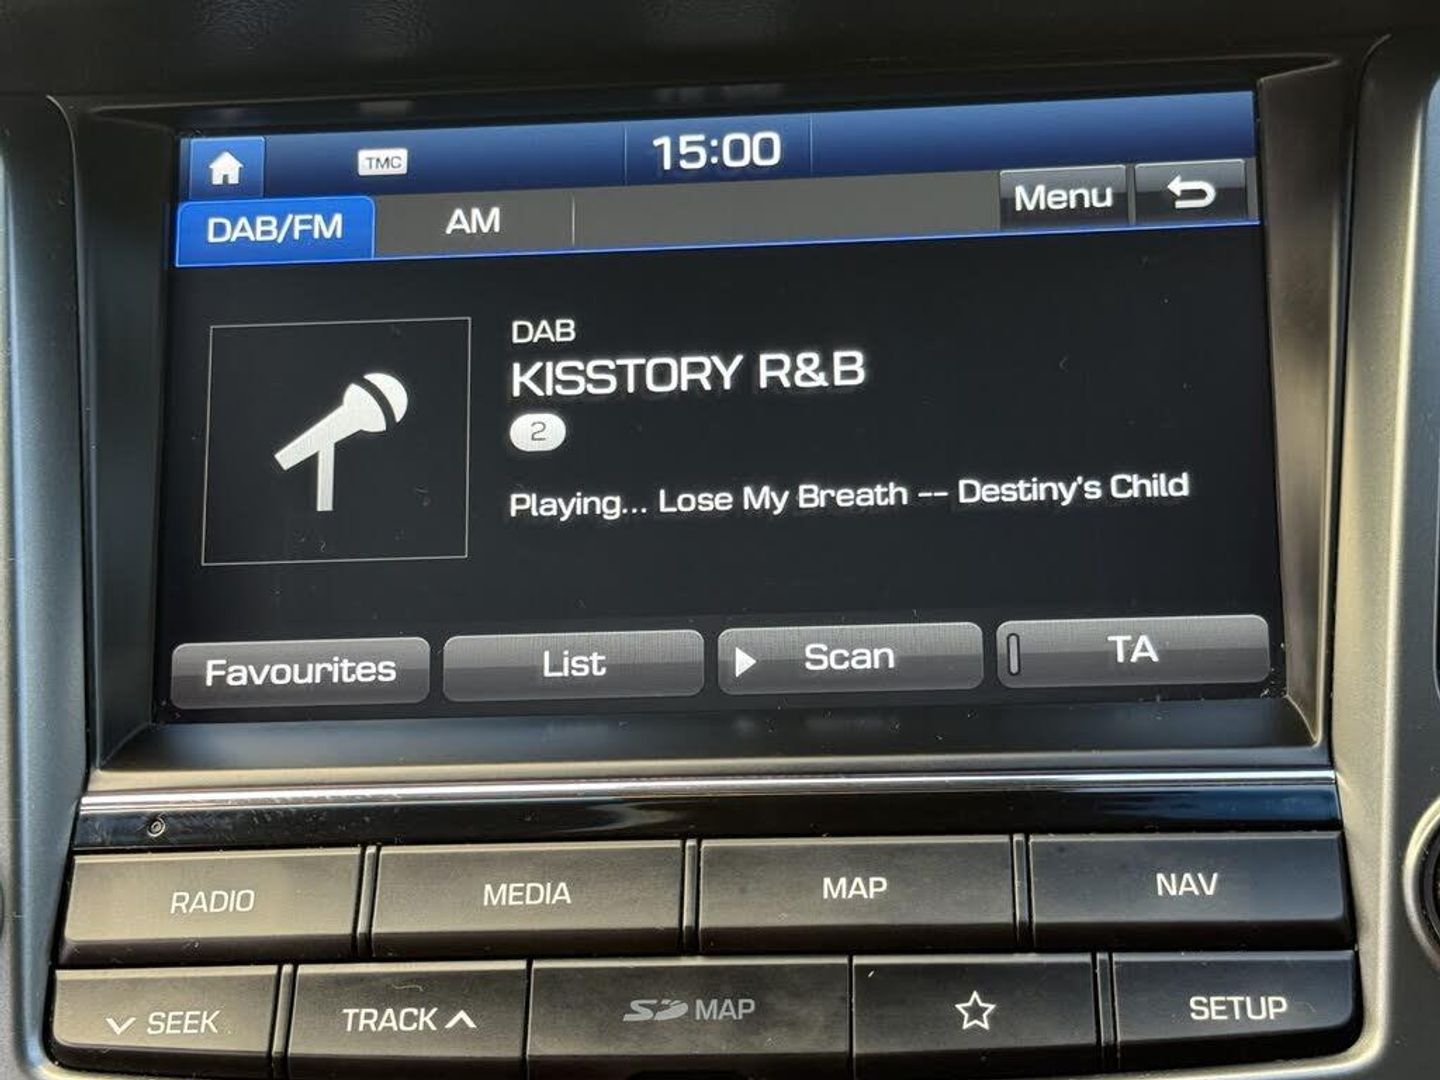 TMC
15:00
DAB/FM
AM
Menu
DAB
KISSTORY R&B
2
Playing... Lose My Breath -- Destiny's Child
Favourites
List
Scan
TA
RADIO
MEDIA
MAP
NAV
SEEK
TRACK
SD MAP
SETUP